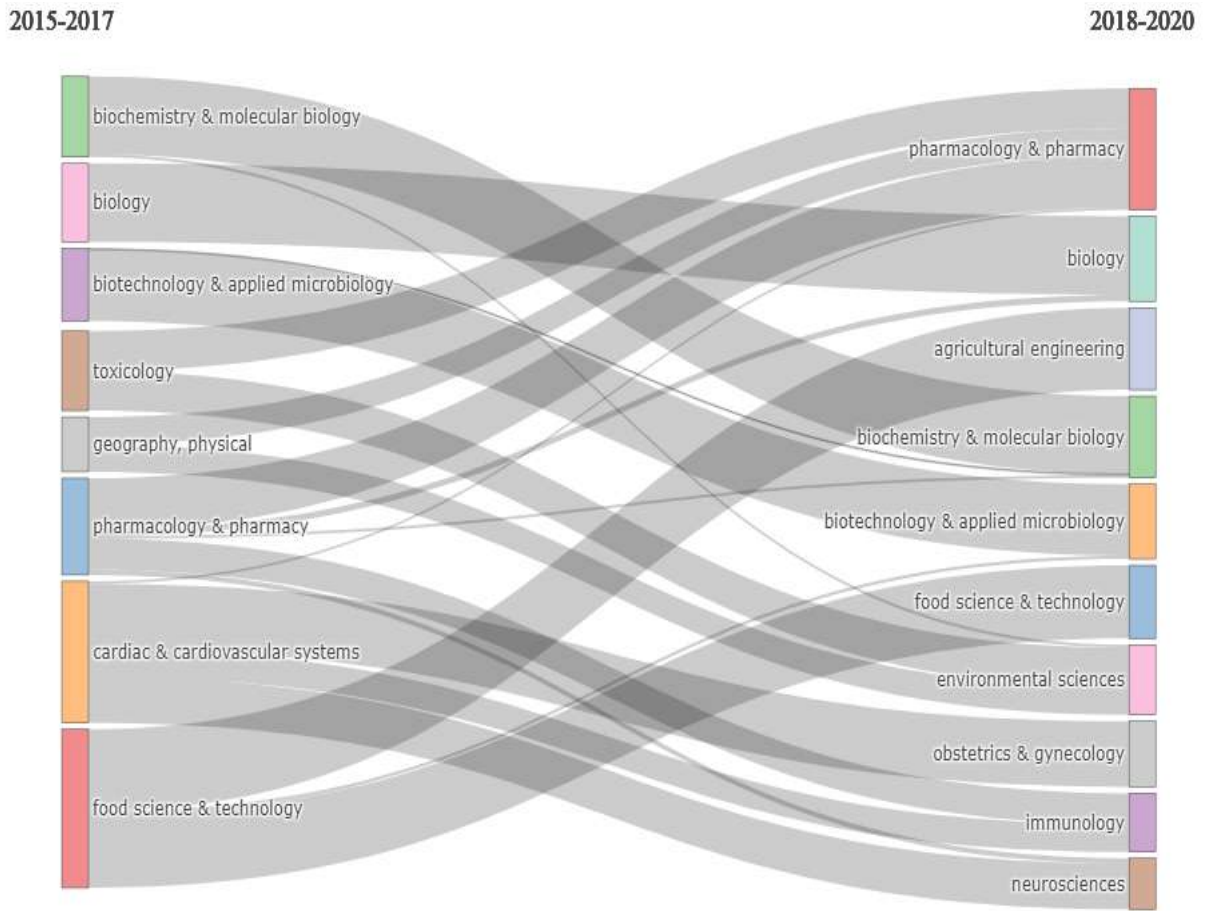 2015-2017
2018-2020
biochemistry & molecular biology
biology
biotechnology & applied microbiology
toxicology
geography, physical
pharmacology & pharmacy
cardiac & cardiovascular systems
food science & technology
pharmacology & pharmacy
biology
agricultural engineering
biochemistry & molecular biology
biotechnology & applied microbiology
food science & technology
environmental sciences
obstetrics & gynecology
immunology
neurosciences